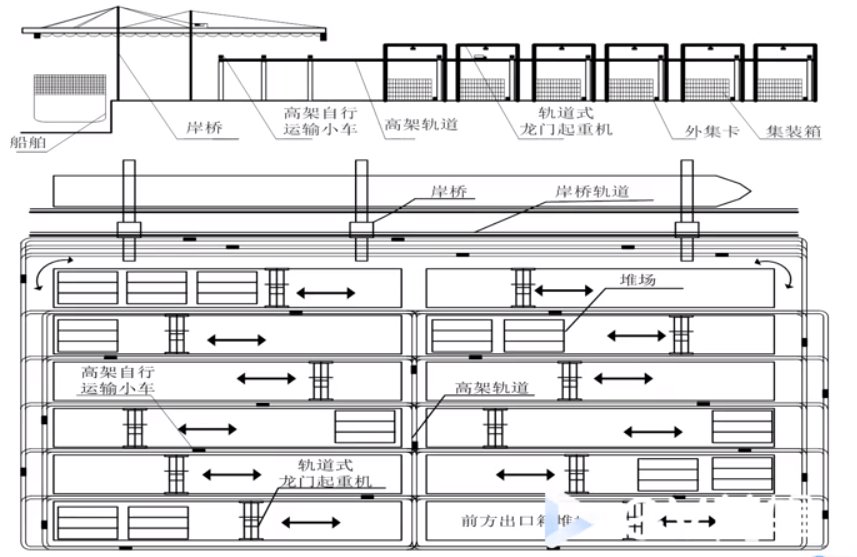 高架自行
运输小车
轨道式
龙门起重机
船舶
岸桥
高架轨道
外集卡
集装箱
岸桥
岸桥轨道
堆场
高架自行
运输小车
高架轨道
轨道式
龙门起重机
前方出口箱堆